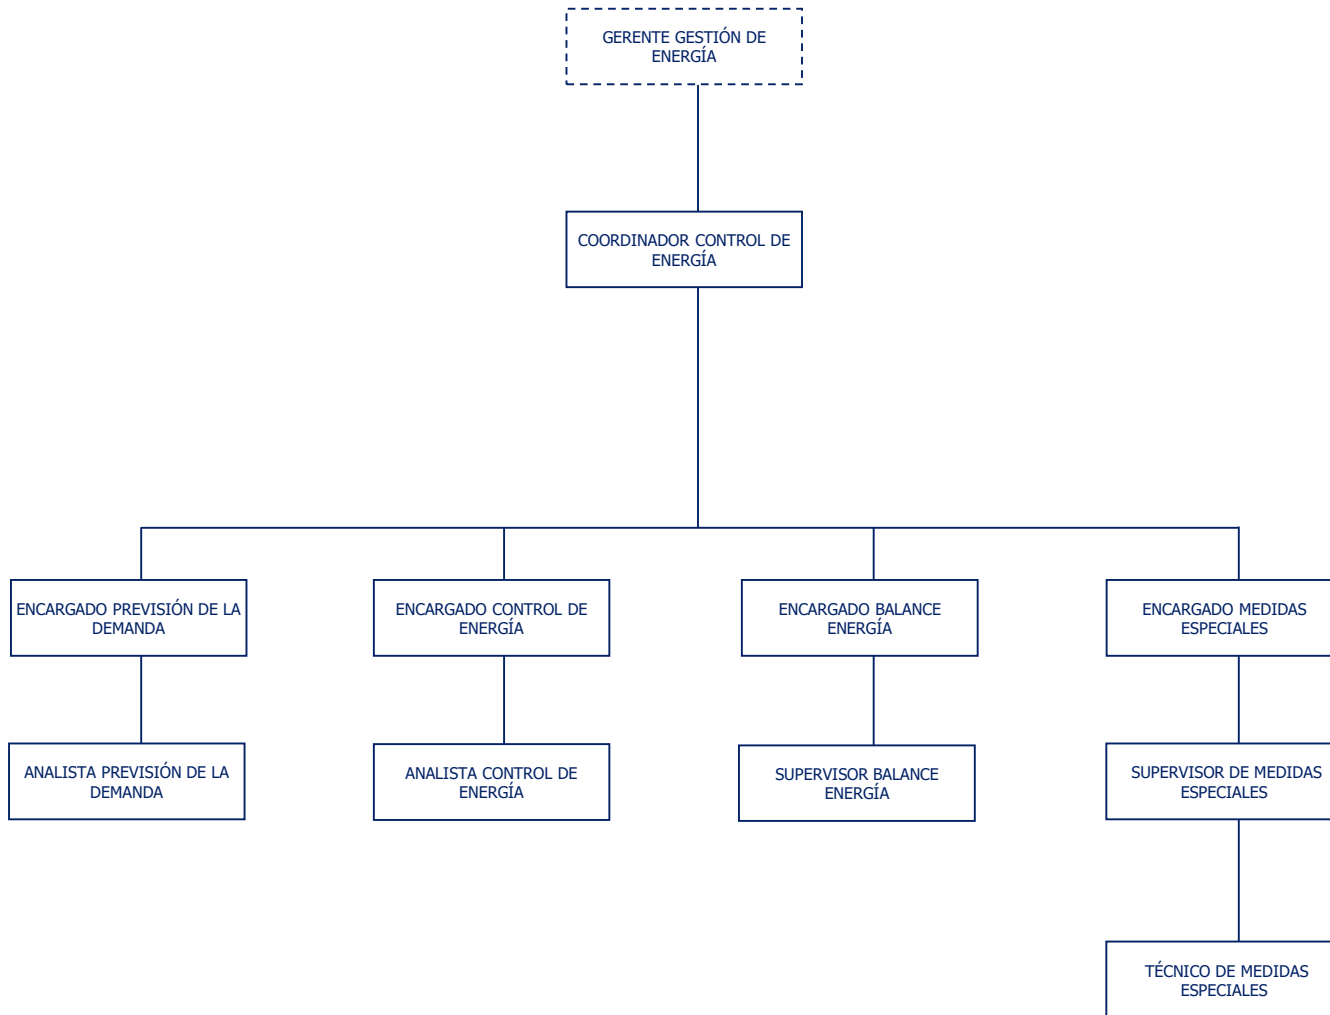 GERENTE GESTIÓN DE
ENERGÍA
COORDINADOR CONTROL DE
ENERGÍA
ENCARGADO PREVISIÓN DE LA
DEMANDA
ENCARGADO CONTROL DE
ENERGÍA
ENCARGADO BALANCE
ENERGÍA
ENCARGADO MEDIDAS
ESPECIALES
ANALISTA PREVISIÓN DE LA
DEMANDA
ANALISTA CONTROL DE
ENERGÍA
SUPERVISOR BALANCE
ENERGÍA
SUPERVISOR DE MEDIDAS
ESPECIALES
TÉCNICO DE MEDIDAS
ESPECIALES